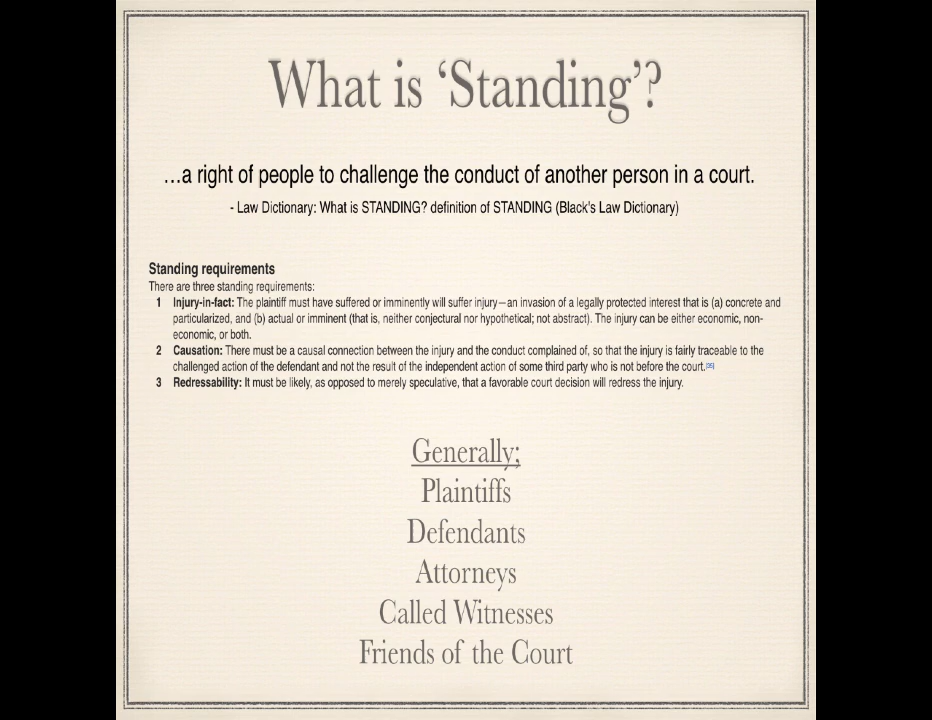 What is ‘Standing’?
…a right of people to challenge the conduct of another person in a court.
- Law Dictionary: What is STANDING? definition of STANDING (Black's Law Dictionary)
Standing requirements
There are three standing requirements:
1 Injury-in-fact: The plaintiff must have suffered or imminently will suffer injury—an invasion of a legally protected interest that is (a) concrete and
particularized, and (b) actual or imminent (that is, neither conjectural nor hypothetical; not abstract). The injury can be either economic, non-
economic, or both.
2 Causation: There must be a causal connection between the injury and the conduct complained of, so that the injury is fairly traceable to the
challenged action of the defendant and not the result of the independent action of some third party who is not before the court.
3 Redressability: It must be likely, as opposed to merely speculative, that a favorable court decision will redress the injury.
Generally;
Plaintiffs
Defendants
Attorneys
Called Witnesses
Friends of the Court